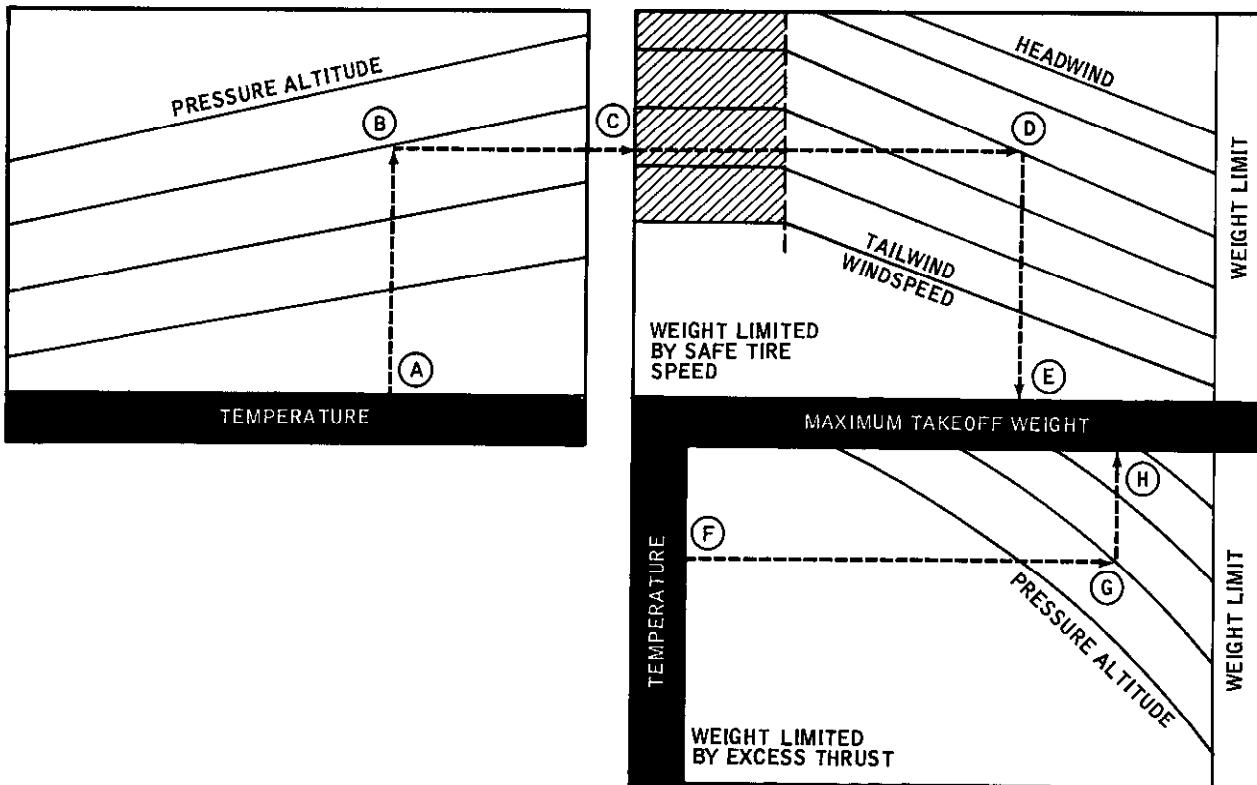 PRESSURE ALTITUDE
B
A
TEMPERATURE
C
HEADWIND
D
TAILWIND
WINDSPEED
WEIGHT LIMITED
BY SAFE TIRE
SPEED
E
WEIGHT LIMIT
MAXIMUM TAKEOFF WEIGHT
H
F
G
TEMPERATURE
PRESSURE ALTITUDE
WEIGHT LIMIT
WEIGHT LIMITED
BY EXCESS THRUST